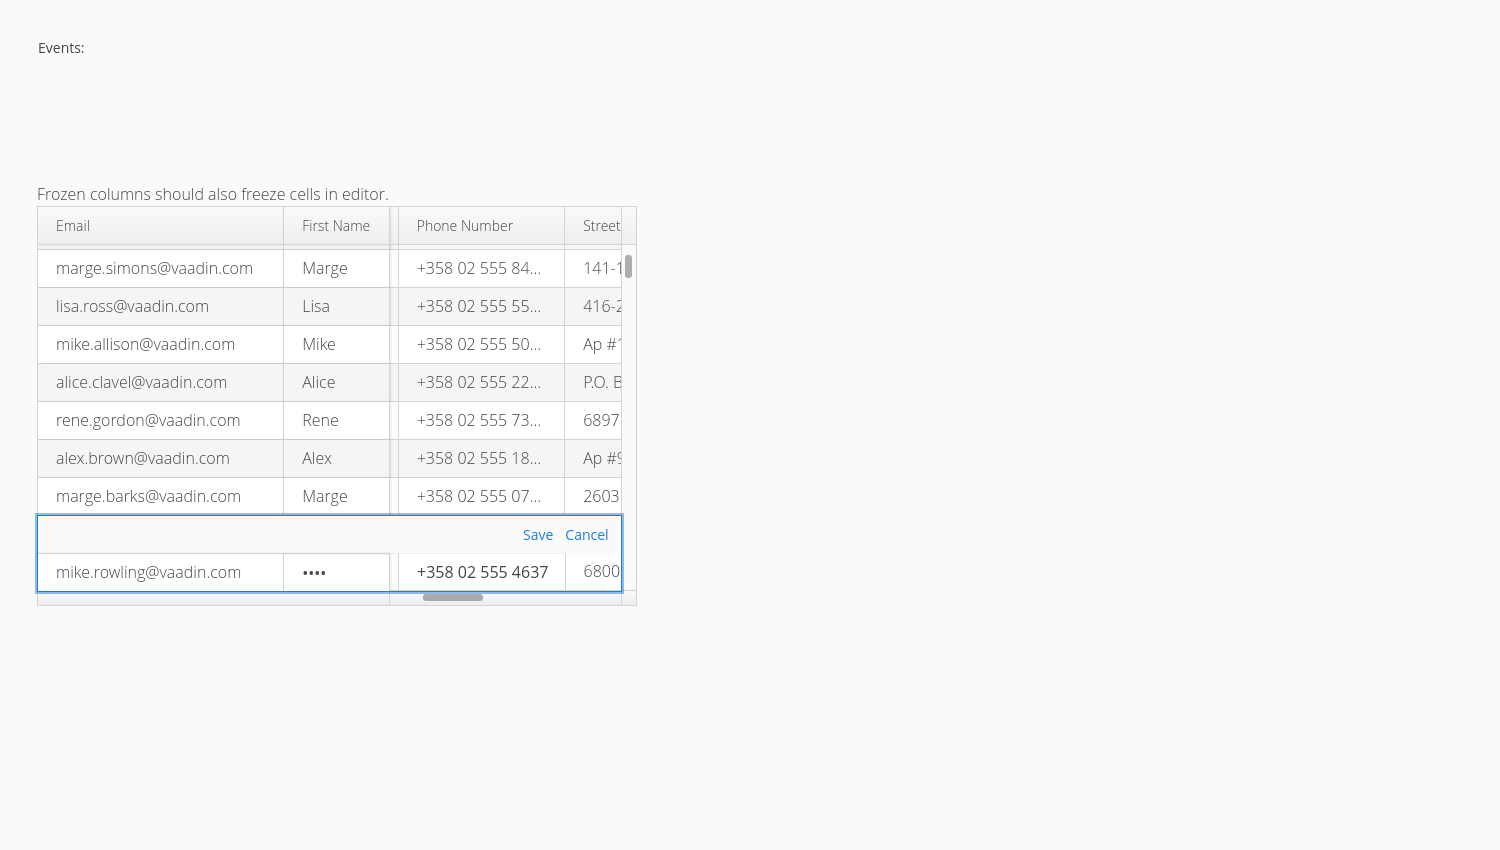 Events:
Frozen columns should also freeze cells in editor.
Email First Name Phone Number Street
marge.simons@vaadin.com Marge +358 02 555 84... 141-1
lisa.ross@vaadin.com Lisa +358 02 555 55... 416-2
mike.allison@vaadin.com Mike +358 02 555 50... Ap #1
alice.clavel@vaadin.com Alice +358 02 555 22... P.O. B
rene.gordon@vaadin.com Rene +358 02 555 73... 6897
alex.brown@vaadin.com Alex +358 02 555 18... Ap #9
marge.barks@vaadin.com Marge +358 02 555 07... 2603
Save Cancel
mike.rowling@vaadin.com •••• +358 02 555 4637 6800